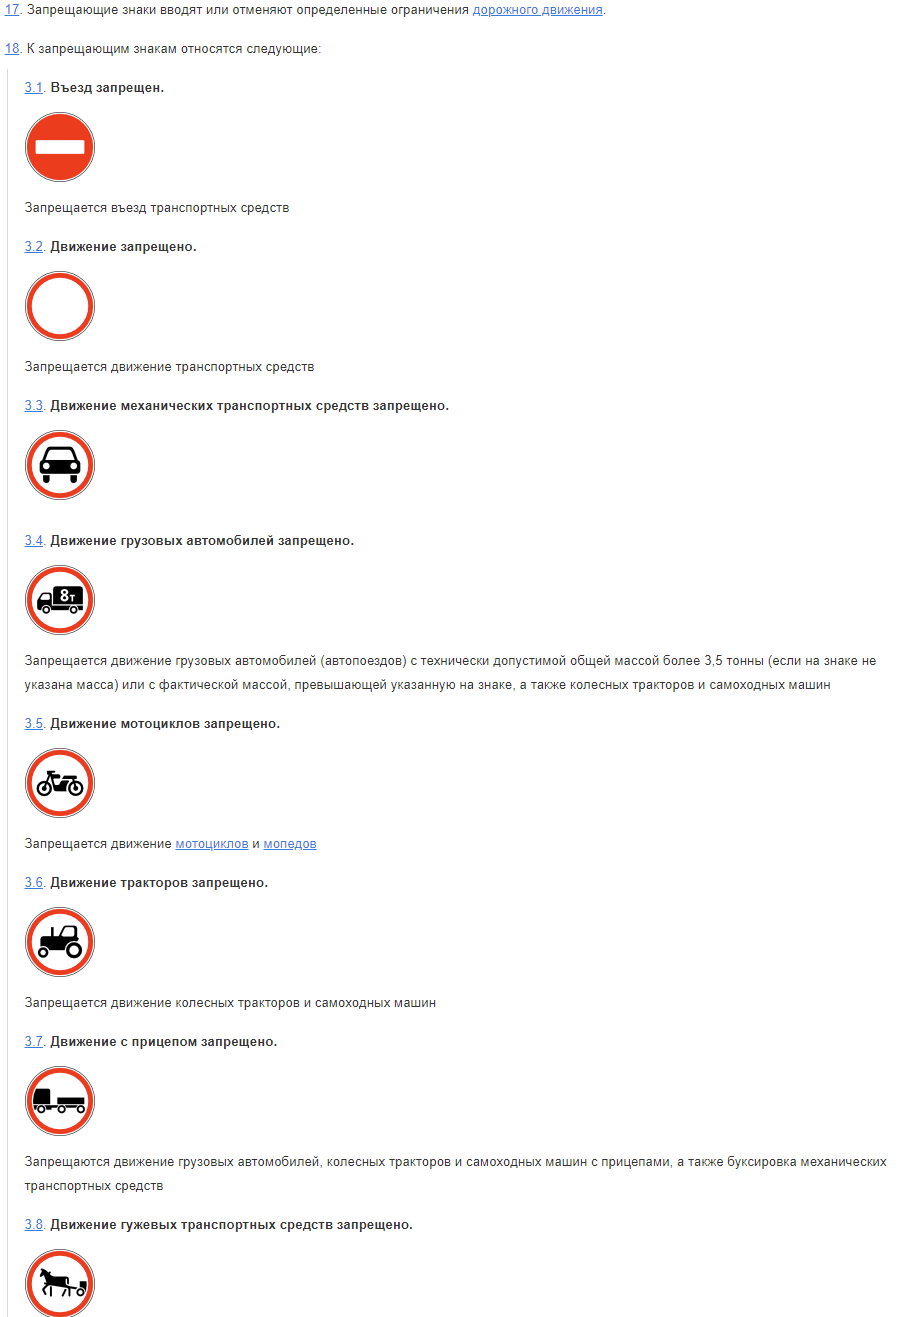 17. Запрещающие знаки вводят или отменяют определенные ограничения дорожного движения.
18. К запрещающим знакам относятся следующие:
3.1. Въезд запрещен.
Запрещается въезд транспортных средств
3.2. Движение запрещено.
Запрещается движение транспортных средств
3.3. Движение механических транспортных средств запрещено.
3.4. Движение грузовых автомобилей запрещено.
8т
Запрещается движение грузовых автомобилей (автопоездов) с технически допустимой общей массой более 3,5 тонны (если на знаке не
указана масса) или с фактической массой, превышающей указанную на знаке, а также колесных тракторов и самоходных машин
3.5. Движение мотоциклов запрещено.
Запрещается движение мотоциклов и мопедов
3.6. Движение тракторов запрещено.
Запрещается движение колесных тракторов и самоходных машин
3.7. Движение с прицепом запрещено.
Запрещаются движение грузовых автомобилей, колесных тракторов и самоходных машин с прицепами, а также буксировка механических
транспортных средств
3.8. Движение гужевых транспортных средств запрещено.